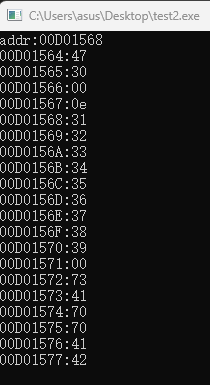 C:\Users\asus\Desktop\test2.exe
addr:00D01568
00D01564:47
00D01565:30
00D01566:00
00D01567:0e
00D01568:31
00D01569:32
00D0156A:33
00D0156B:34
00D0156C:35
00D0156D:36
00D0156E:37
00D0156F:38
00D01570:39
00D01571:00
00D01572:73
00D01573:41
00D01574:70
00D01575:70
00D01576:41
00D01577:42